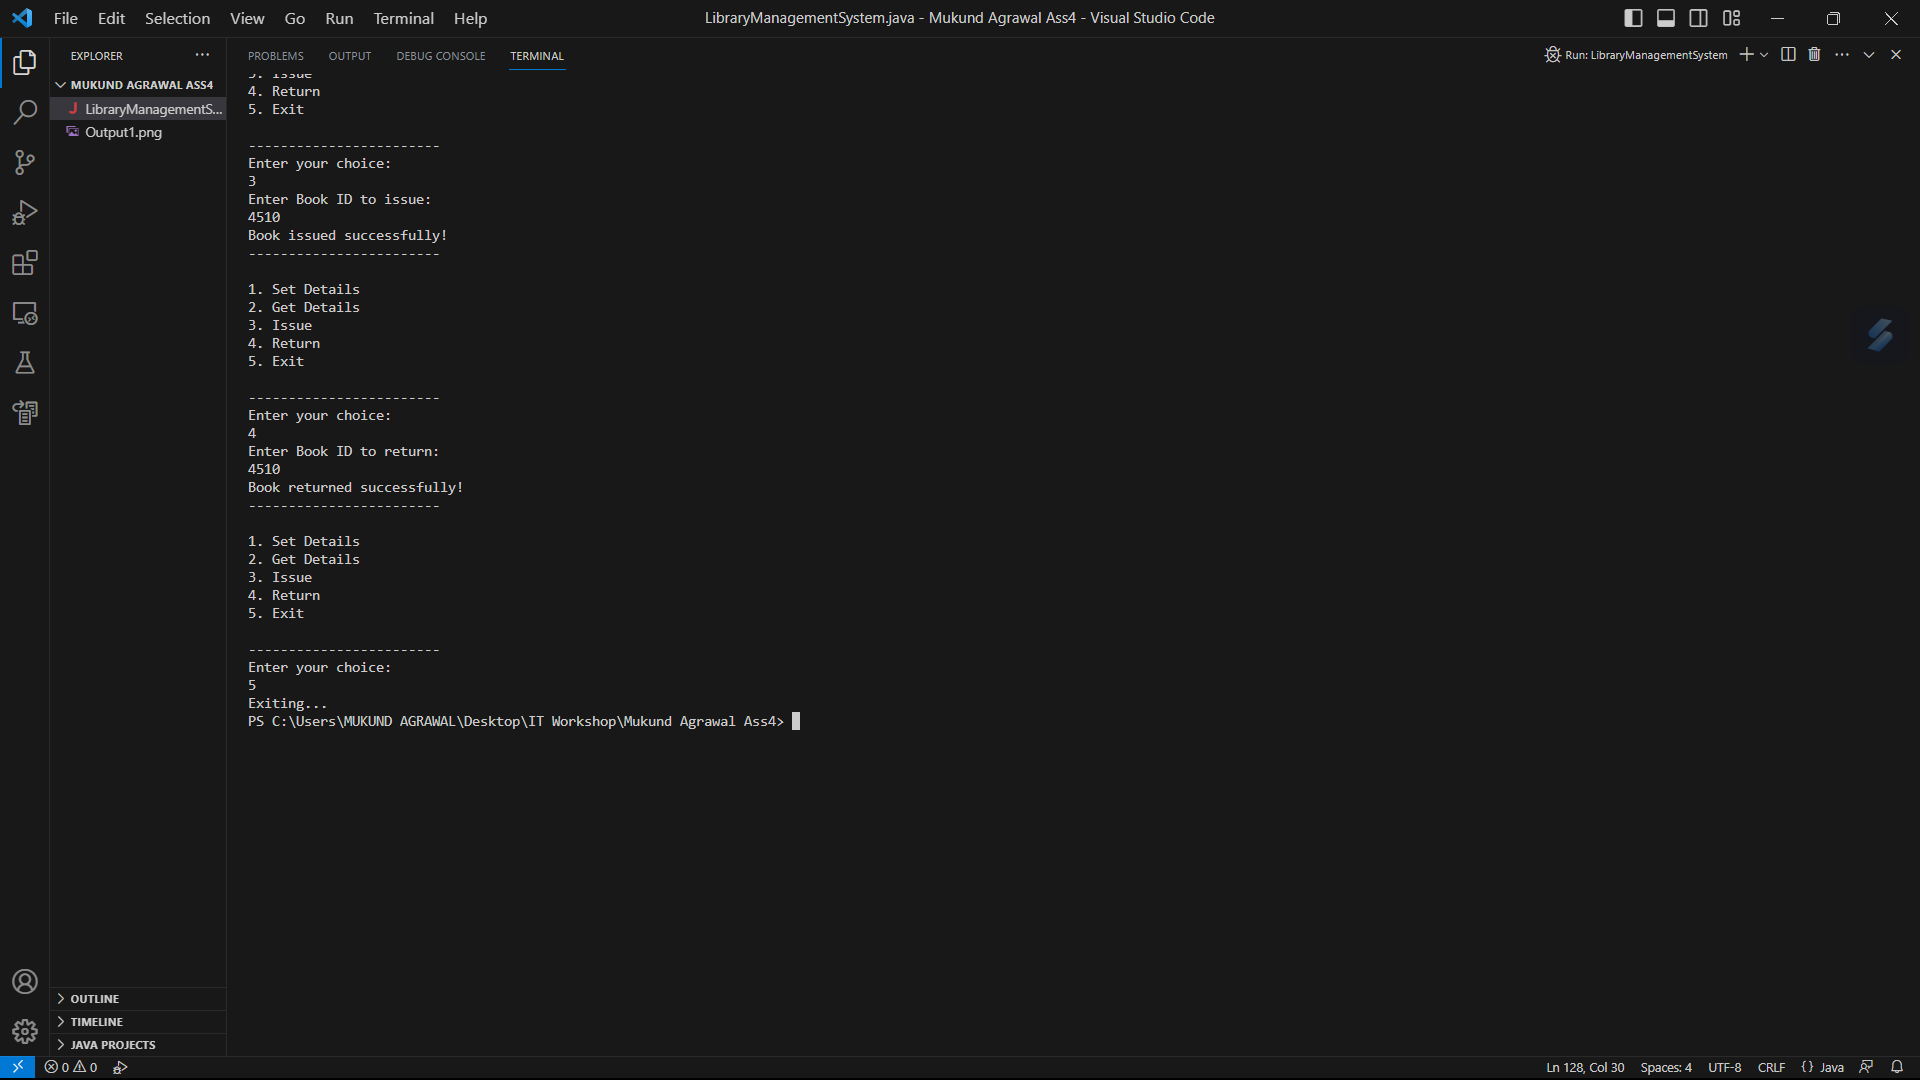 File Edit Selection View Go Run Terminal Help
LibraryManagementSystem.java - Mukund Agrawal Ass4 - Visual Studio Code
EXPLORER
MUKUND AGRAWAL ASS4
J LibraryManagementS...
Output1.png
PROBLEMS OUTPUT DEBUG CONSOLE TERMINAL
Run: LibraryManagementSystem
3. Issue
4. Return
5. Exit
------------------------
Enter your choice:
3
Enter Book ID to issue:
4510
Book issued successfully!
------------------------
1. Set Details
2. Get Details
3. Issue
4. Return
5. Exit
------------------------
Enter your choice:
4
Enter Book ID to return:
4510
Book returned successfully!
------------------------
1. Set Details
2. Get Details
3. Issue
4. Return
5. Exit
------------------------
Enter your choice:
5
Exiting...
PS C:\Users\MUKUND AGRAWAL\Desktop\IT Workshop\Mukund Agrawal Ass4>
OUTLINE
TIMELINE
JAVA PROJECTS
0 0
Ln 128, Col 30 Spaces: 4 UTF-8 CRLF {} Java